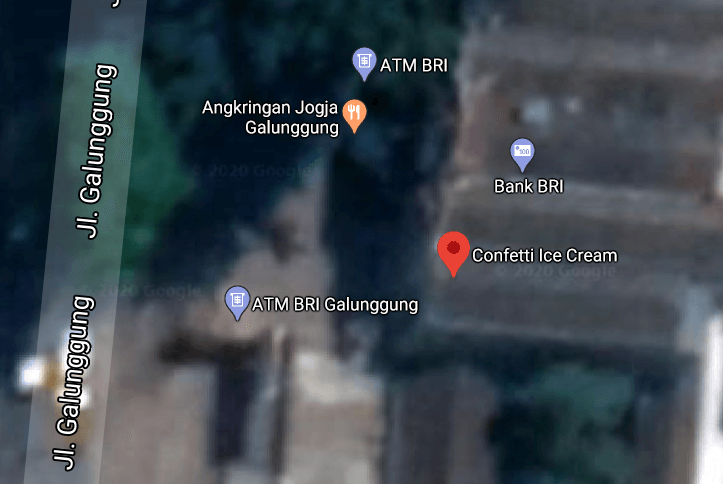 Jl. Galunggung
ATM BRI
Angkringan Jogja
Galunggung
Bank BRI
© 2020 Google
Confetti Ice Cream
© 2020 Google
© 2020 Google
ATM BRI Galunggung
Jl. Galunggung